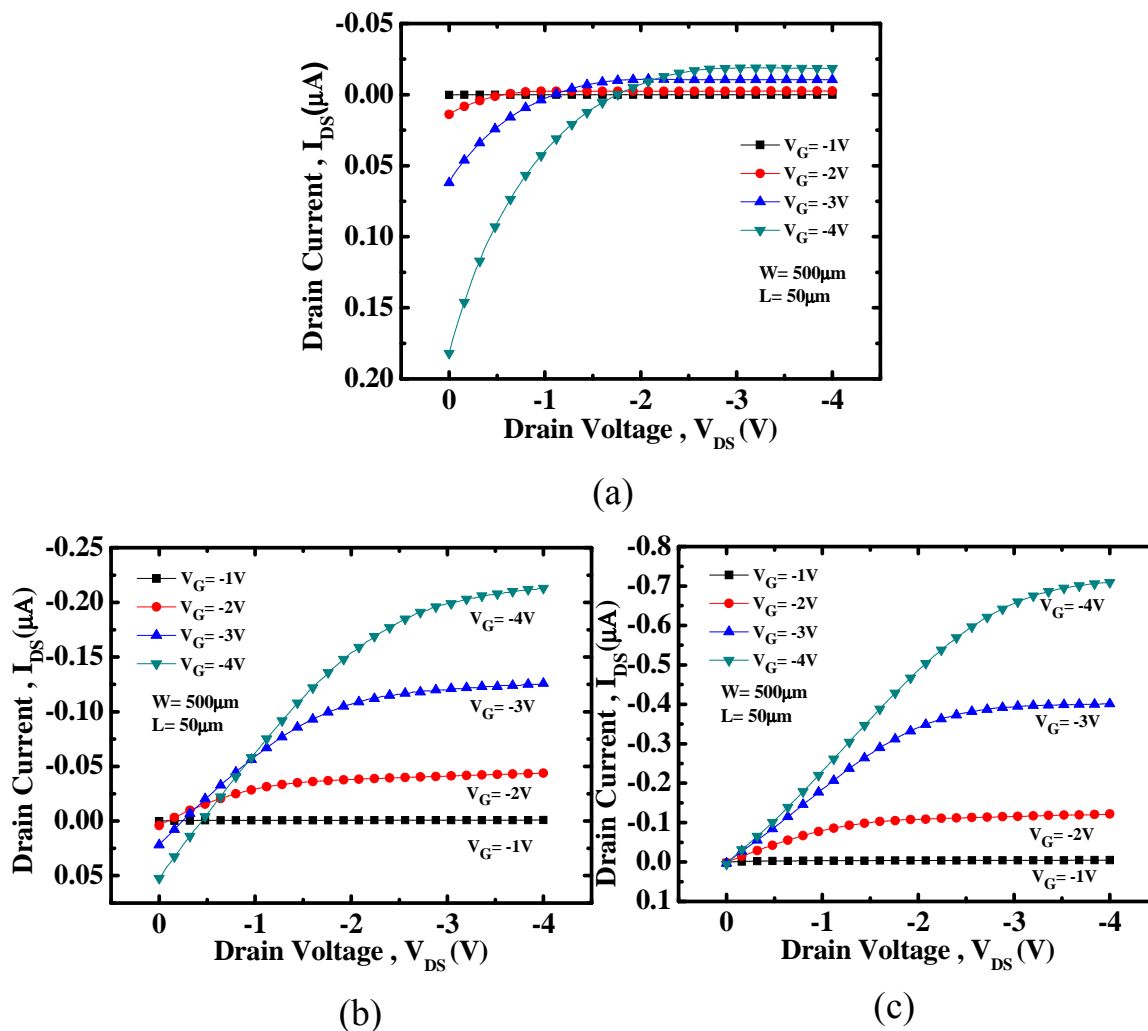 -0.05
0.00
0.05
0.10
0.15
0.20
Drain Current , I_DS(μA)
V_G= -1V
V_G= -2V
V_G= -3V
V_G= -4V
W= 500μm
L= 50μm
0 -1 -2 -3 -4
Drain Voltage , V_DS (V)
(a)
-0.25
-0.20
-0.15
-0.10
-0.05
0.00
0.05
Drain Current , I_DS(μA)
V_G= -1V
V_G= -2V
V_G= -3V
V_G= -4V
W= 500μm
L= 50μm
V_G= -4V
V_G= -3V
V_G= -2V
V_G= -1V
0 -1 -2 -3 -4
Drain Voltage , V_DS (V)
(b)
-0.8
-0.7
-0.6
-0.5
-0.4
-0.3
-0.2
-0.1
0.0
0.1
Drain Current , I_DS(μA)
V_G= -1V
V_G= -2V
V_G= -3V
V_G= -4V
W= 500μm
L= 50μm
V_G= -4V
V_G= -3V
V_G= -2V
V_G= -1V
0 -1 -2 -3 -4
Drain Voltage , V_DS (V)
(c)